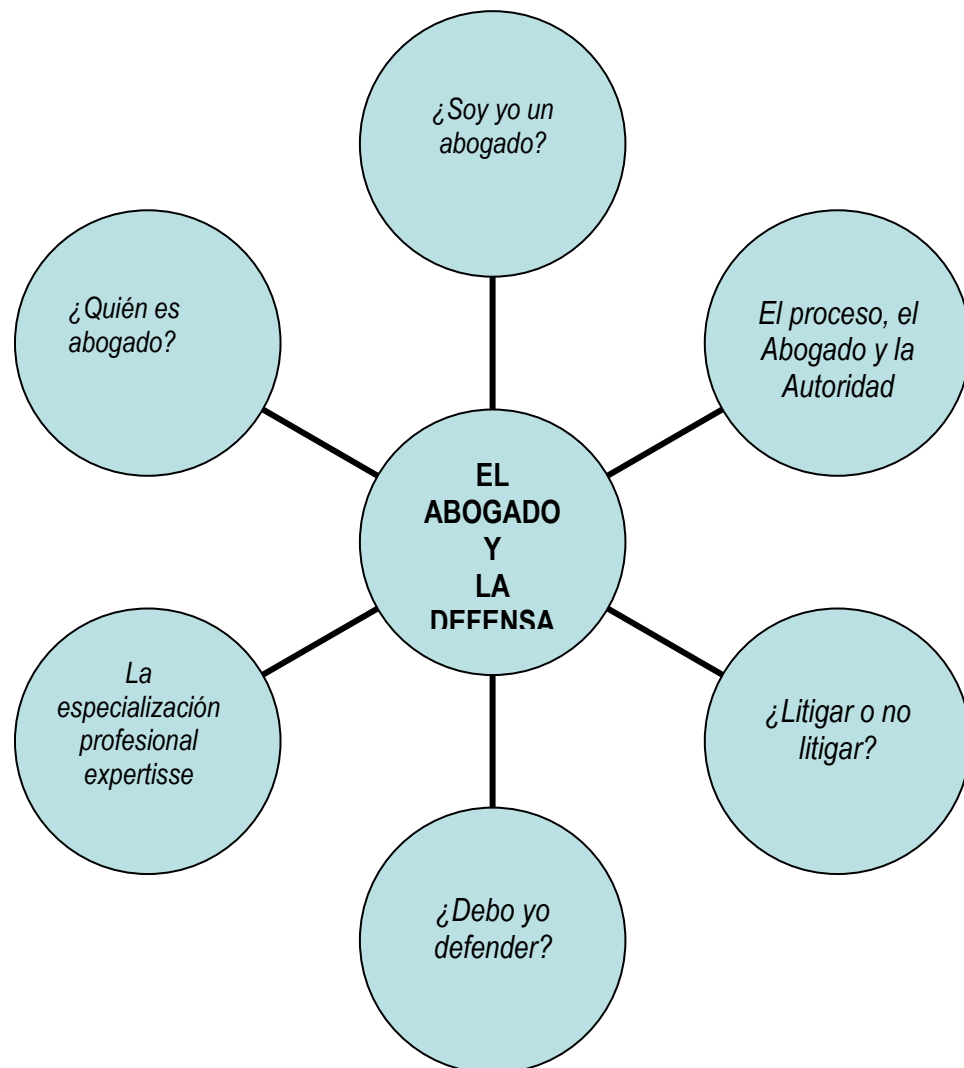 ¿Soy yo un
abogado?
¿Quién es
abogado?
El proceso, el
Abogado y la
Autoridad
EL
ABOGADO
Y
LA
DEFENSA
La
especialización
profesional
expertisse
¿Litigar o no
litigar?
¿Debo yo
defender?